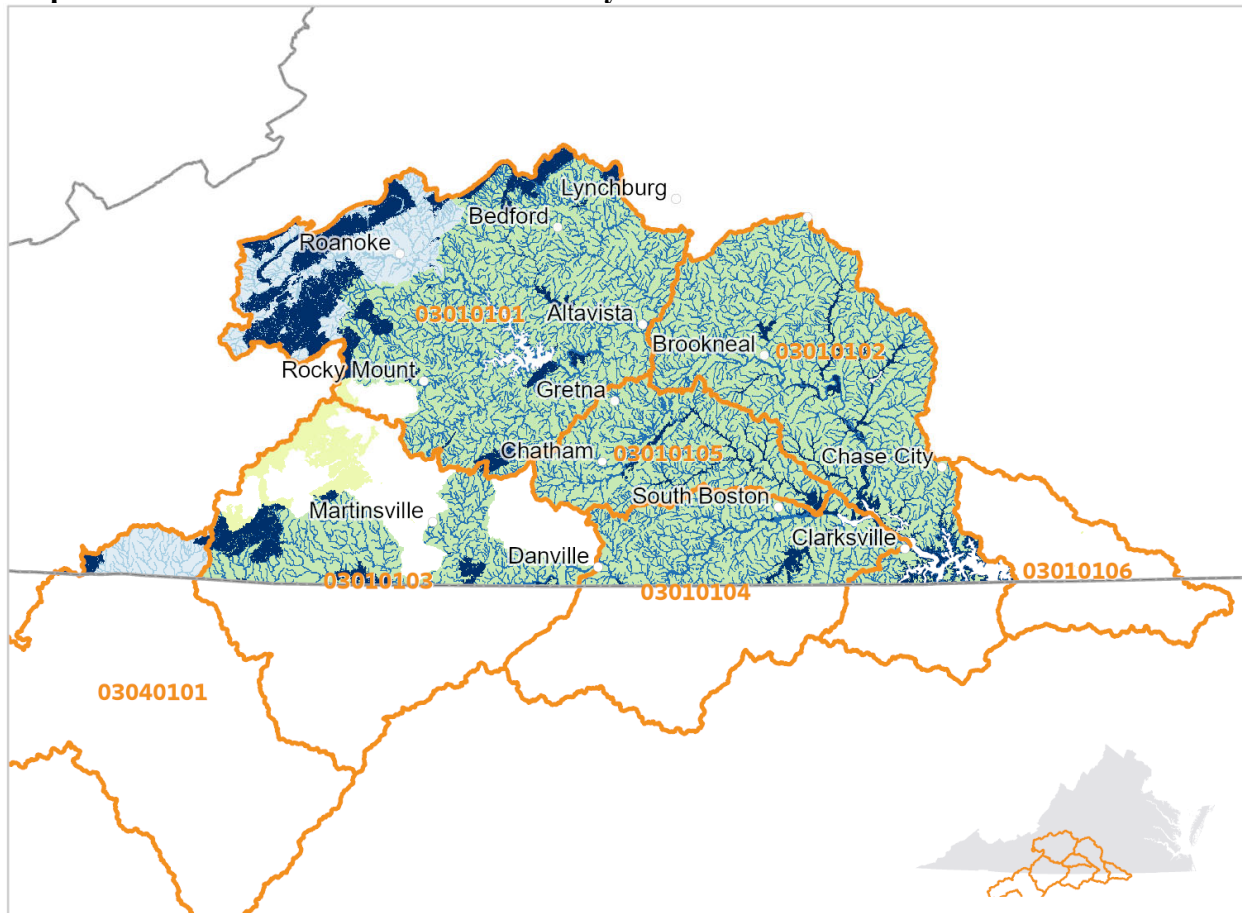 Lynchburg
Bedford
Roanoke
03010101
Altavista
Brookneal
03010102
Rocky Mount
Gretna
Chatham
03010105
Chase City
South Boston
Martinsville
Clarksville
Danville
03010103
03010104
03010106
03040101